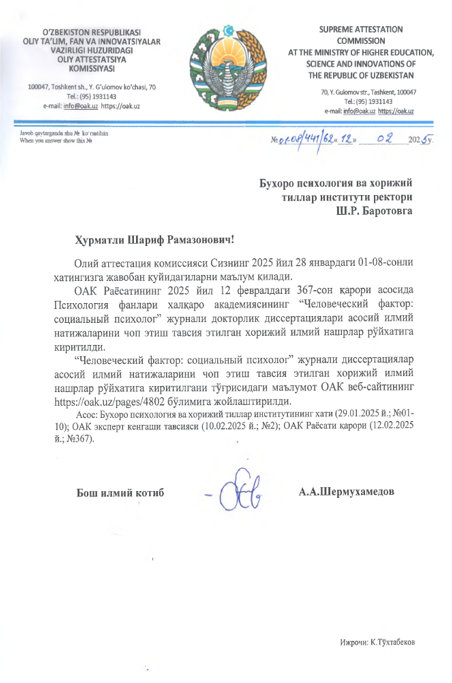 O‘ZBEKISTON RESPUBLIKASI
OLIY TA’LIM, FAN VA INNOVATSIYALAR
VAZIRLIGI HUZURIDAGI
OLIY ATTESTATSIYA
KOMISSIYASI
100047, Toshkent sh., Y. G‘ulomov ko‘chasi, 70
Tel.: (95) 1931143
e-mail: info@oak.uz https://oak.uz
SUPREME ATTESTATION
COMMISSION
AT THE MINISTRY OF HIGHER EDUCATION,
SCIENCE AND INNOVATIONS OF
THE REPUBLIC OF UZBEKISTAN
70, Y.Gulomov str., Tashkent, 100047
Tel.: (95) 1931143
e-mail: info@oak.uz https://oak.uz
Javob qaytarganda shu № ko‘rsatilsin
When you answer show this №
№ 01-08/441/62 « 12 » 02 2025 y.
Бухоро психология ва хорижий
тиллар институти ректори
Ш.Р. Баротовга
Ҳурматли Шариф Рамазонович!
Олий аттестация комиссияси Сизнинг 2025 йил 28 январдаги 01-08-сонли
хатингизга жавобан қуйидагиларни маълум қилади.
ОАК Раёсатининг 2025 йил 12 февралдаги 367-сон қарори асосида
Психология фанлари халқаро академиясининг “Человеческий фактор:
социальный психолог” журнали докторлик диссертациялари асосий илмий
натижаларини чоп этиш тавсия этилган хорижий илмий нашрлар рўйхатига
киритилди.
“Человеческий фактор: социальный психолог” журнали диссертациялар
асосий илмий натижаларини чоп этиш тавсия этилган хорижий илмий
нашрлар рўйхатига киритилгани тўғрисидаги маълумот ОАК веб-сайтининг
https://oak.uz/pages/4802 бўлимига жойлаштирилди.
Асос: Бухоро психология ва хорижий тиллар институтининг хати (29.01.2025 й.; №01-
10); ОАК эксперт кенгаши тавсияси (10.02.2025 й.; №2); ОАК Раёсати қарори (12.02.2025
й.; №367).
Бош илмий котиб
А.А.Шермухамедов
Ижрочи: К.Тўхтабеков